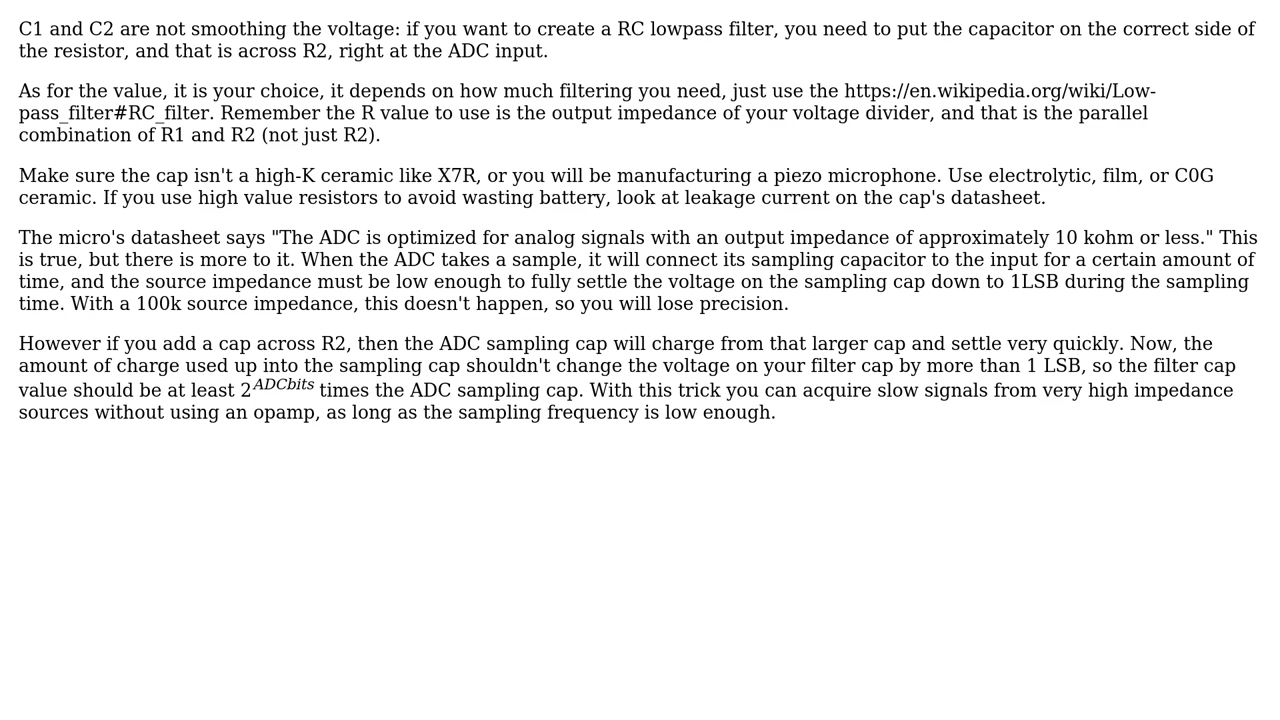 C1 and C2 are not smoothing the voltage: if you want to create a RC lowpass filter, you need to put the capacitor on the correct side of
the resistor, and that is across R2, right at the ADC input.
As for the value, it is your choice, it depends on how much filtering you need, just use the https://en.wikipedia.org/wiki/Low-
pass_filter#RC_filter. Remember the R value to use is the output impedance of your voltage divider, and that is the parallel
combination of R1 and R2 (not just R2).
Make sure the cap isn't a high-K ceramic like X7R, or you will be manufacturing a piezo microphone. Use electrolytic, film, or C0G
ceramic. If you use high value resistors to avoid wasting battery, look at leakage current on the cap's datasheet.
The micro's datasheet says "The ADC is optimized for analog signals with an output impedance of approximately 10 kohm or less." This
is true, but there is more to it. When the ADC takes a sample, it will connect its sampling capacitor to the input for a certain amount of
time, and the source impedance must be low enough to fully settle the voltage on the sampling cap down to 1LSB during the sampling
time. With a 100k source impedance, this doesn't happen, so you will lose precision.
However if you add a cap across R2, then the ADC sampling cap will charge from that larger cap and settle very quickly. Now, the
amount of charge used up into the sampling cap shouldn't change the voltage on your filter cap by more than 1 LSB, so the filter cap
value should be at least 2^ADCbits times the ADC sampling cap. With this trick you can acquire slow signals from very high impedance
sources without using an opamp, as long as the sampling frequency is low enough.